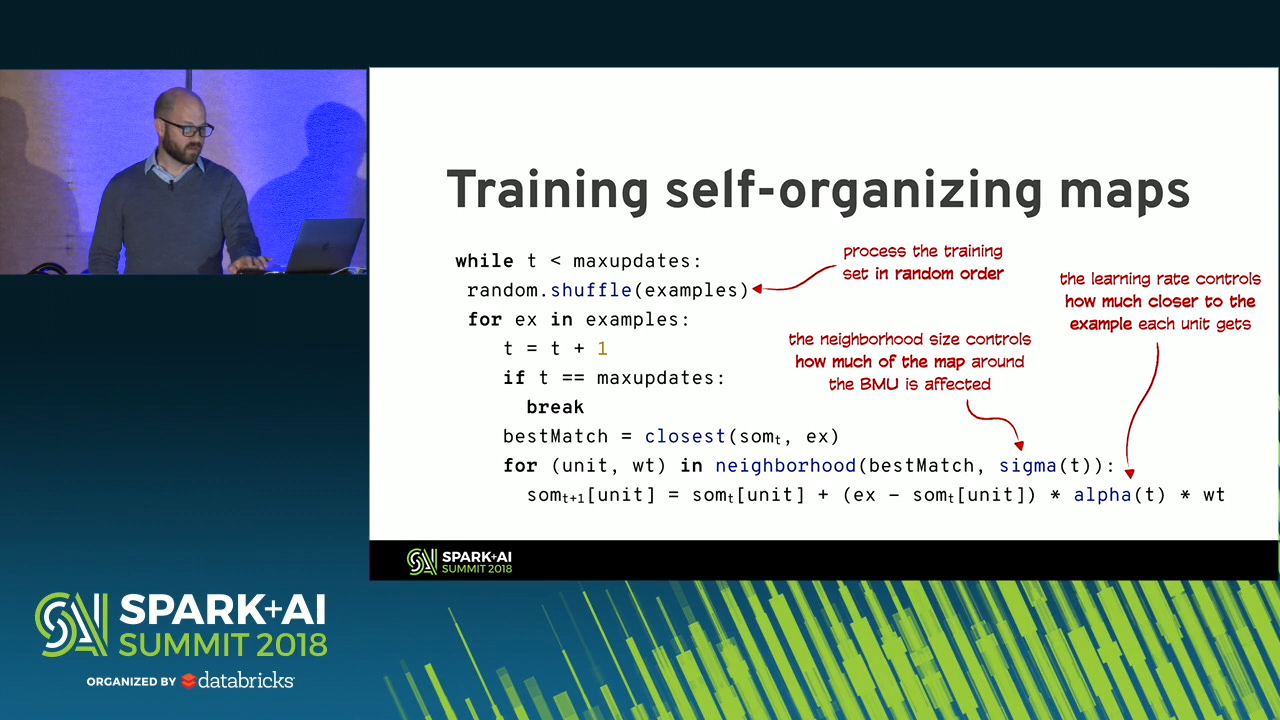 Training self-organizing maps
while t < maxupdates:
random.shuffle(examples)
for ex in examples:
t = t + 1
if t == maxupdates:
break
bestMatch = closest(somₜ, ex)
for (unit, wt) in neighborhood(bestMatch, sigma(t)):
somₜ₊₁[unit] = somₜ[unit] + (ex - somₜ[unit]) * alpha(t) * wt
process the training
set in random order
the learning rate controls
how much closer to the
example each unit gets
the neighborhood size controls
how much of the map around
the BMU is affected
SPARK+AI
SUMMIT 2018
SPARK+AI
SUMMIT 2018
ORGANIZED BY databricks